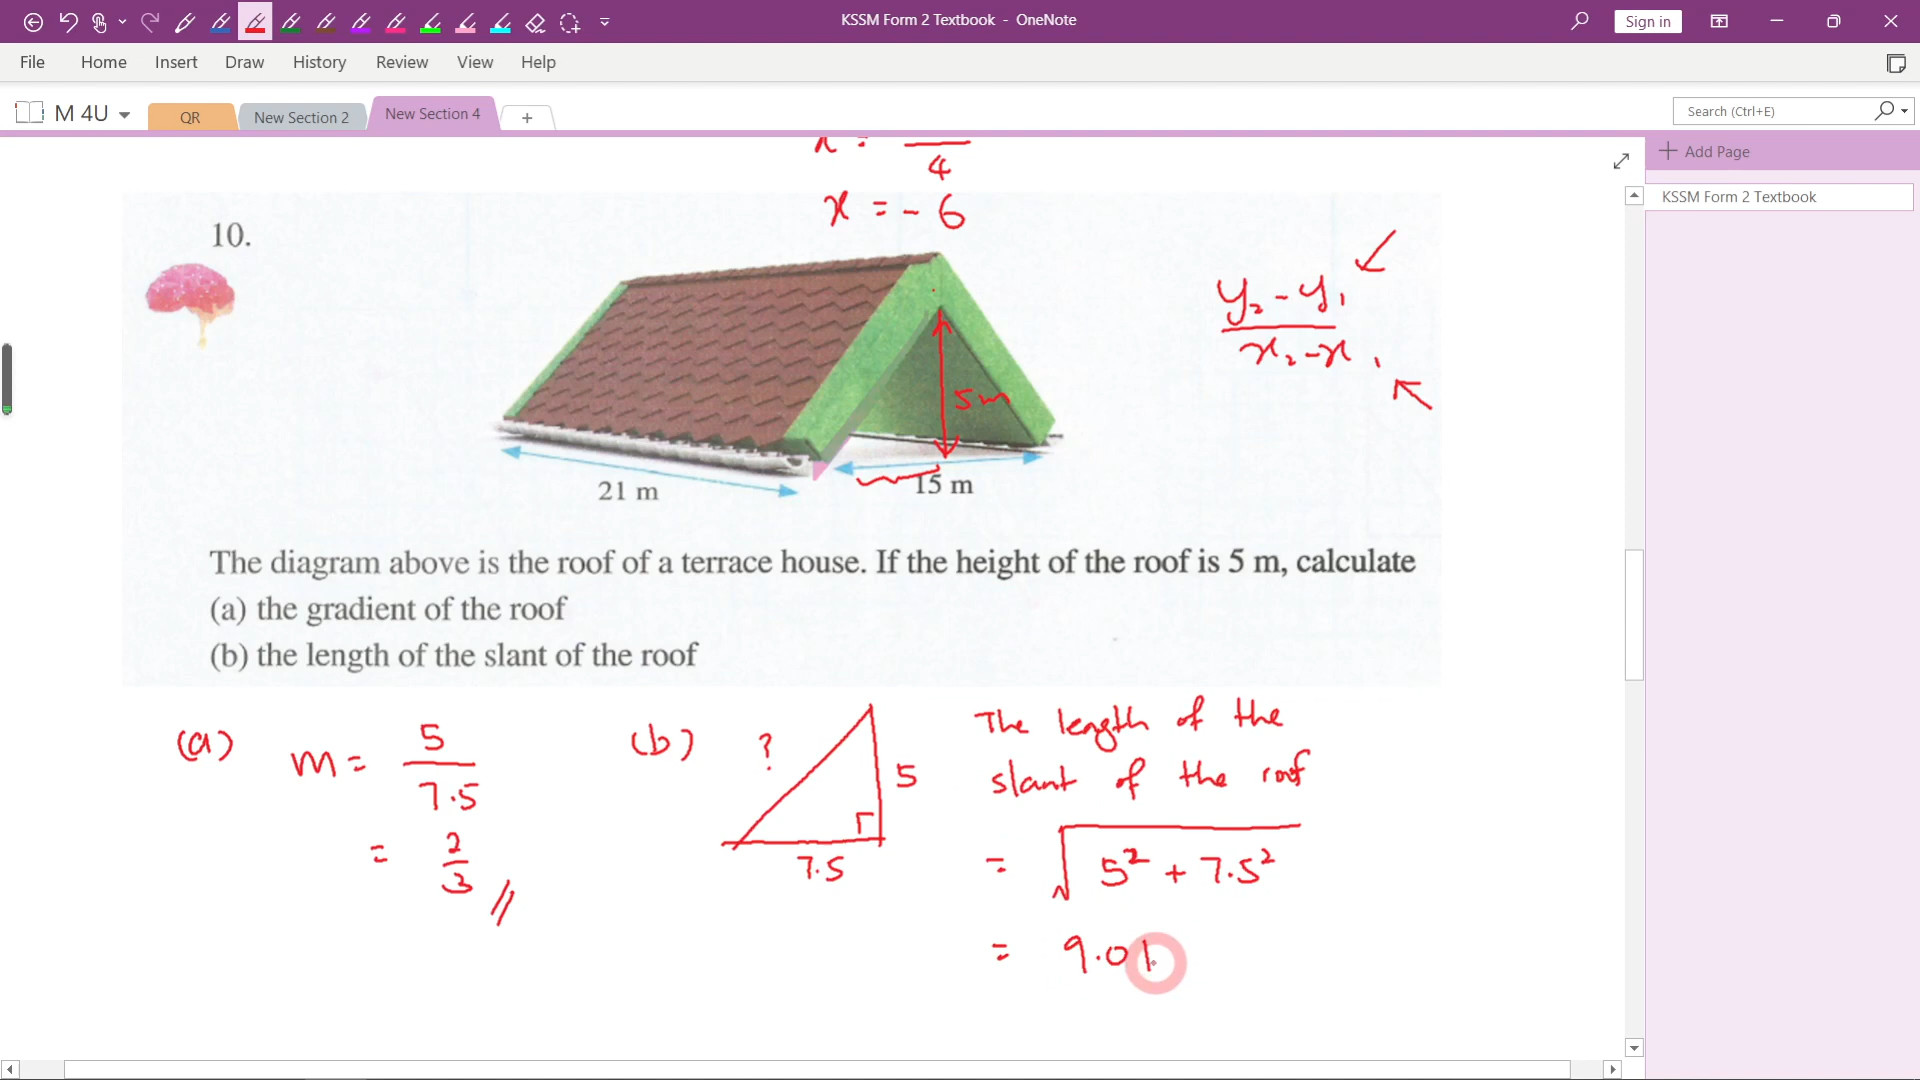 KSSM Form 2 Textbook - OneNote
Sign in
File Home Insert Draw History Review View Help
M 4U
QR
New Section 2
New Section 4
+
Search (Ctrl+E)
Add Page
KSSM Form 2 Textbook
x =
4
x = - 6
10.
y₂ - y₁
x₂ - x₁
5 m
21 m
15 m
The diagram above is the roof of a terrace house. If the height of the roof is 5 m, calculate
(a) the gradient of the roof
(b) the length of the slant of the roof
(a) m = 5/7.5
= 2/3 //
(b) ?
5
7.5
The length of the
slant of the roof
= √(5² + 7.5²)
= 9.01